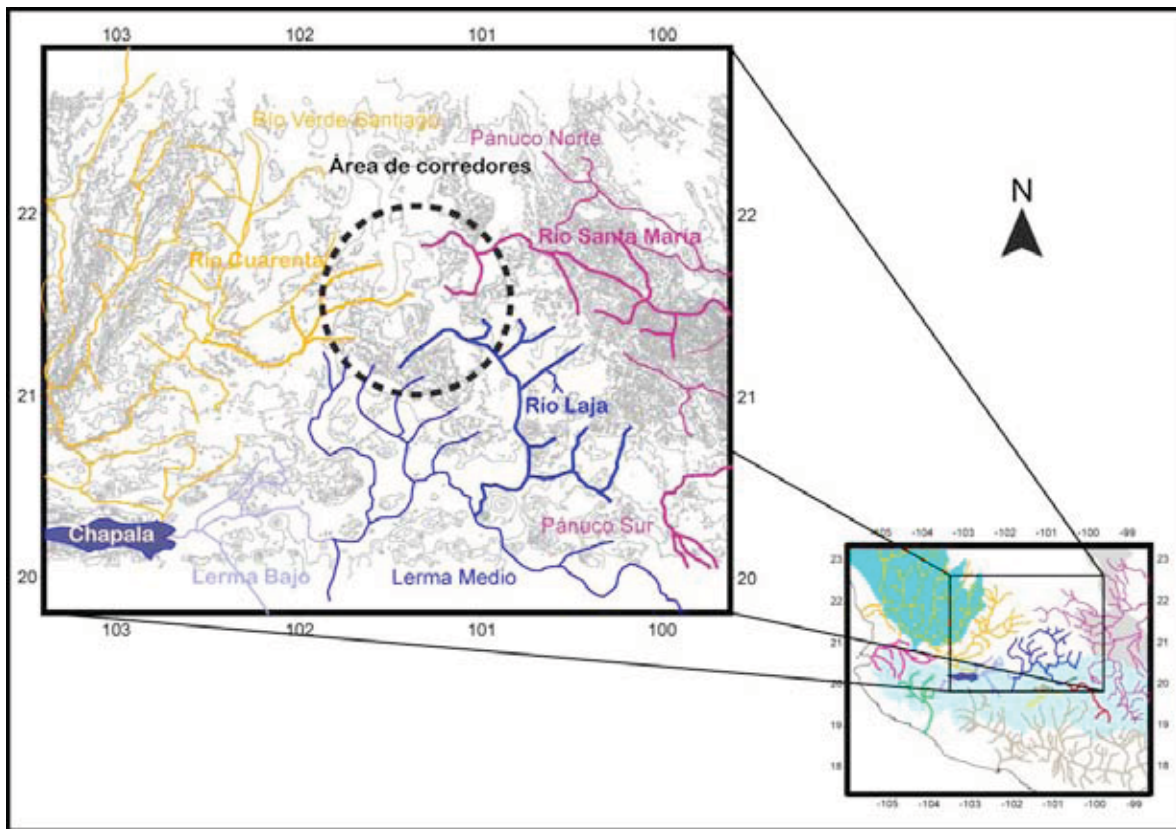 103 102 101 100
Río Verde-Santiago
Pánuco Norte
Área de corredores
22 22
Río Santa María
Río Cuarenta
N
21 21
Río Laja
Chapala
Pánuco Sur
20 20
Lerma Bajo
Lerma Medio
103 102 101 100
-105 -104 -103 -102 -101 -100 -99
23 23
22 22
21 21
20 20
19 19
18 18
-105 -104 -103 -102 -101 -100 -99